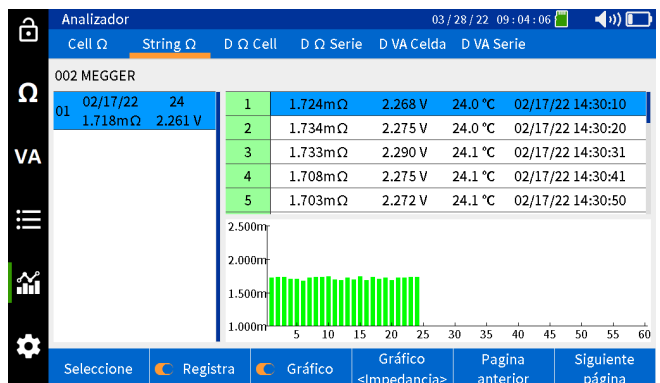 Analizador 03/28/22 09:04:06
Cell Ω String Ω D Ω Cell D Ω Serie D VA Celda D VA Serie
002 MEGGER
Ω
VA
01 02/17/22 24
1.718mΩ 2.261 V
1 1.724mΩ 2.268 V 24.0 °C 02/17/22 14:30:10
2 1.734mΩ 2.275 V 24.0 °C 02/17/22 14:30:20
3 1.733mΩ 2.290 V 24.1 °C 02/17/22 14:30:31
4 1.708mΩ 2.275 V 24.1 °C 02/17/22 14:30:41
5 1.703mΩ 2.272 V 24.1 °C 02/17/22 14:30:50
2.500m
2.000m
1.500m
1.000m
5 10 15 20 25 30 35 40 45 50 55 60
Seleccione Registra Gráfico Gráfico <Impedancia> Pagina anterior Siguiente página